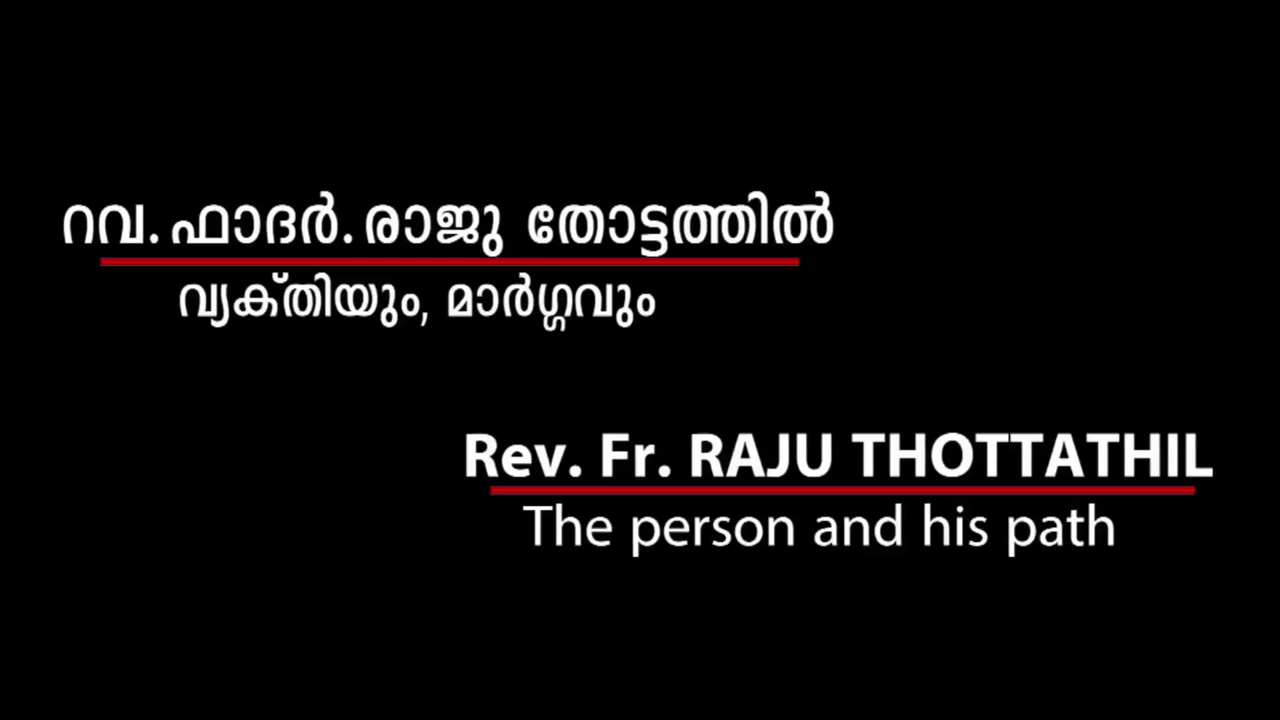 റവ. ഫാദർ. രാജു തോട്ടത്തിൽ
വ്യക്‌തിയും, മാർഗ്ഗവും
Rev. Fr. RAJU THOTTATHIL
The person and his path